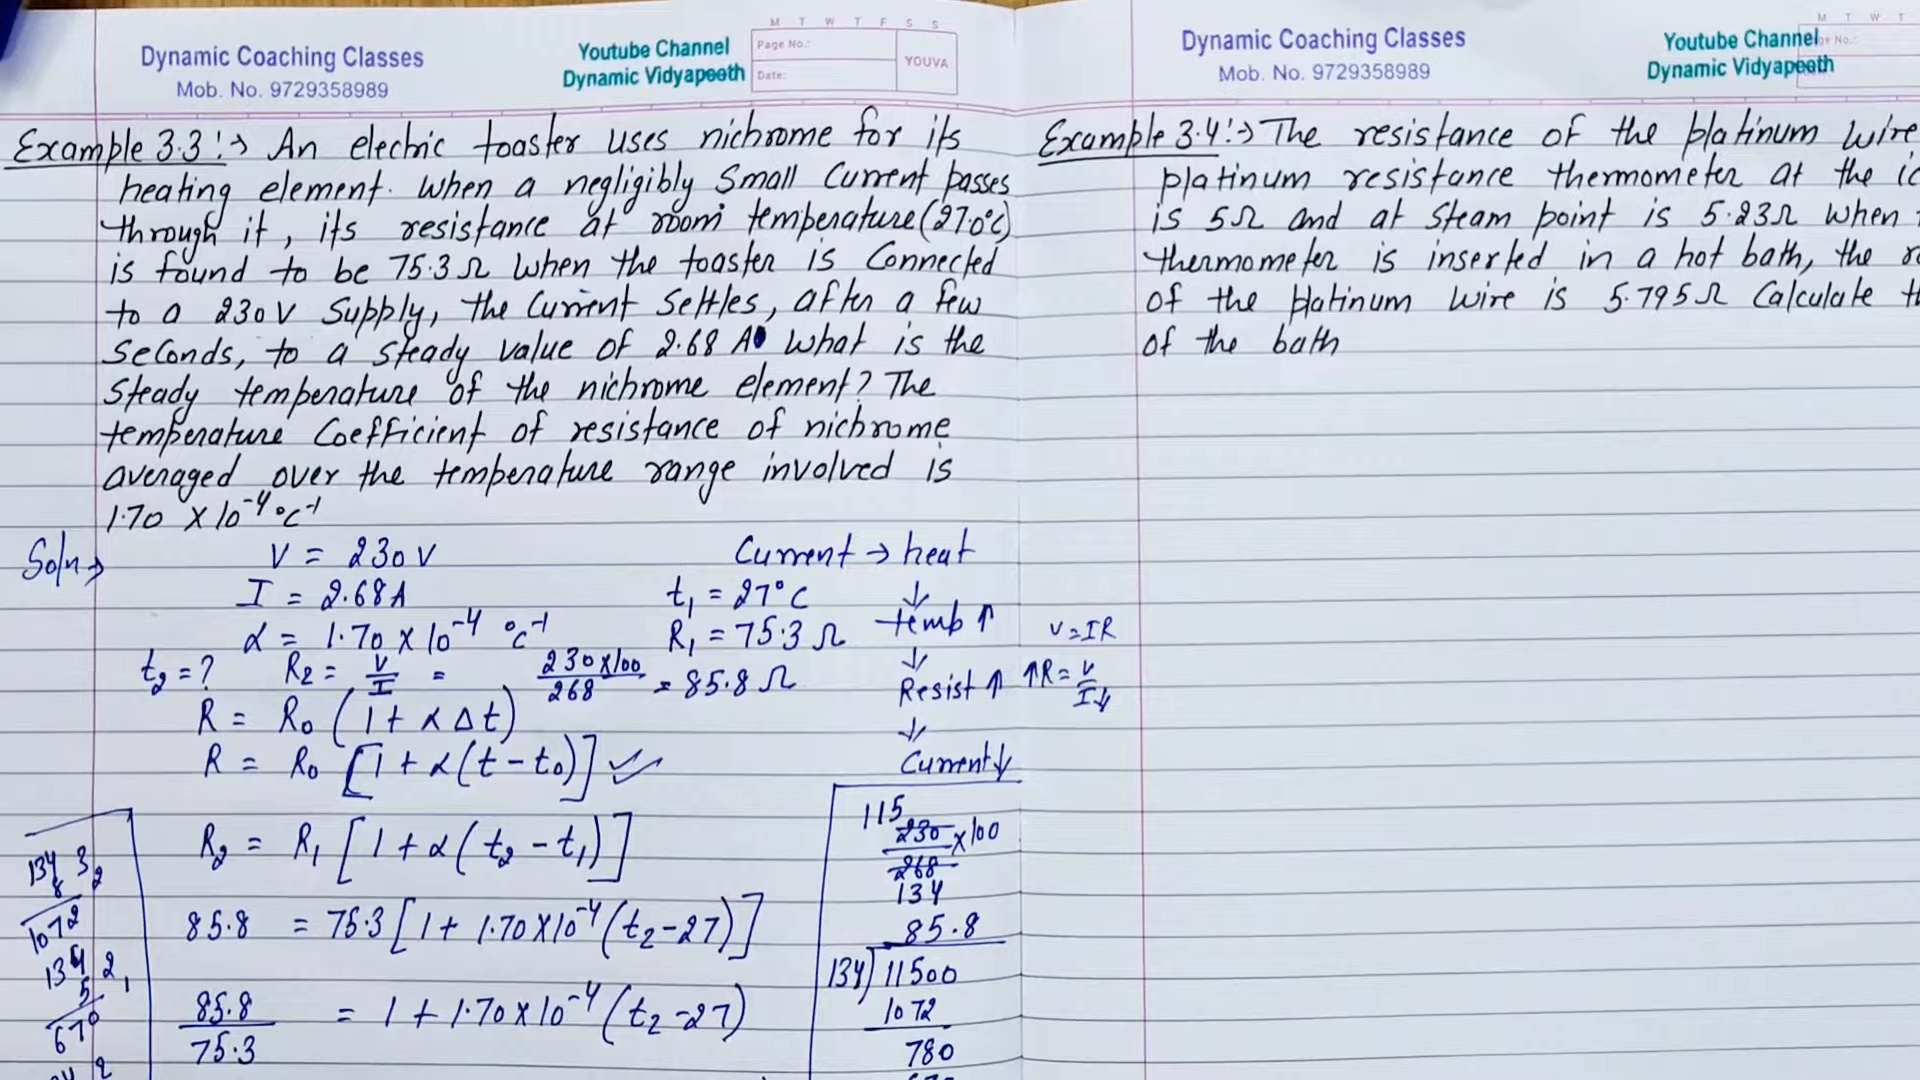 M T W T F S S
Dynamic Coaching Classes
Mob. No. 9729358989
Youtube Channel
Dynamic Vidyapeeth
Page No.:
Date:
YOUVA
Example 3.3:→ An electric toaster uses nichrome for its
heating element. When a negligibly small current passes
through it, its resistance at room temperature (27.0°C)
is found to be 75.3 Ω When the toaster is Connected
to a 230 V Supply, the Current Settles, after a few
Seconds, to a steady value of 2.68 A What is the
Steady temperature of the nichrome element? The
temperature Coefficient of resistance of nichrome
averaged over the temperature range involved is
1.70 × 10⁻⁴ °C⁻¹
Soln→
V = 230 V
I = 2.68 A
α = 1.70 × 10⁻⁴ °C⁻¹
t₁ = 27°C
R₁ = 75.3 Ω
t₂ = ? R₂ = V/I = 230×100/268 = 85.8 Ω
R = R₀ (1 + α Δt)
R = R₀ [1 + α (t - t₀)] ✓
R₂ = R₁ [1 + α (t₂ - t₁)]
85.8 = 75.3 [1 + 1.70×10⁻⁴ (t₂ - 27)]
85.8/75.3 = 1 + 1.70×10⁻⁴ (t₂ - 27)
Current → heat
↓
temp ↑
↓
Resist ↑
↓
Current ↓
V = IR
↑R = V/I↓
115
230 × 100
268
134
85.8
134) 11500
1072
780
134 3 2
8
1072
134 2 1
5
670
M T W T
Dynamic Coaching Classes
Mob. No. 9729358989
Youtube Channel
Dynamic Vidyapeeth
Example 3.4:→ The resistance of the platinum wire
platinum resistance thermometer at the
is 5Ω and at steam point is 5.23Ω When
thermometer is inserted in a hot bath, the
of the platinum wire is 5.795Ω Calculate
of the bath